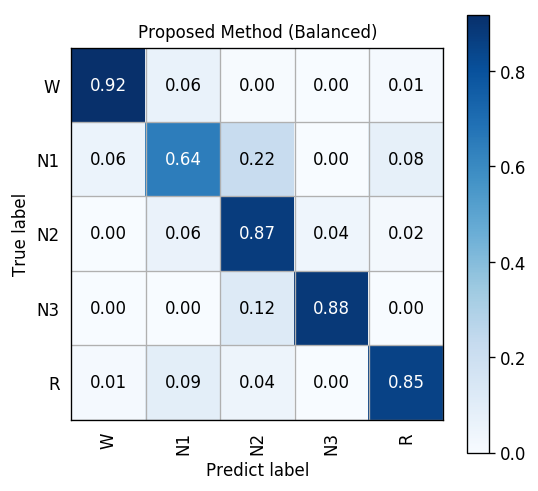 Proposed Method (Balanced)
W 0.92 0.06 0.00 0.00 0.01
N1 0.06 0.64 0.22 0.00 0.08
N2 0.00 0.06 0.87 0.04 0.02
N3 0.00 0.00 0.12 0.88 0.00
R 0.01 0.09 0.04 0.00 0.85
W N1 N2 N3 R
Predict label
True label
0.8
0.6
0.4
0.2
0.0